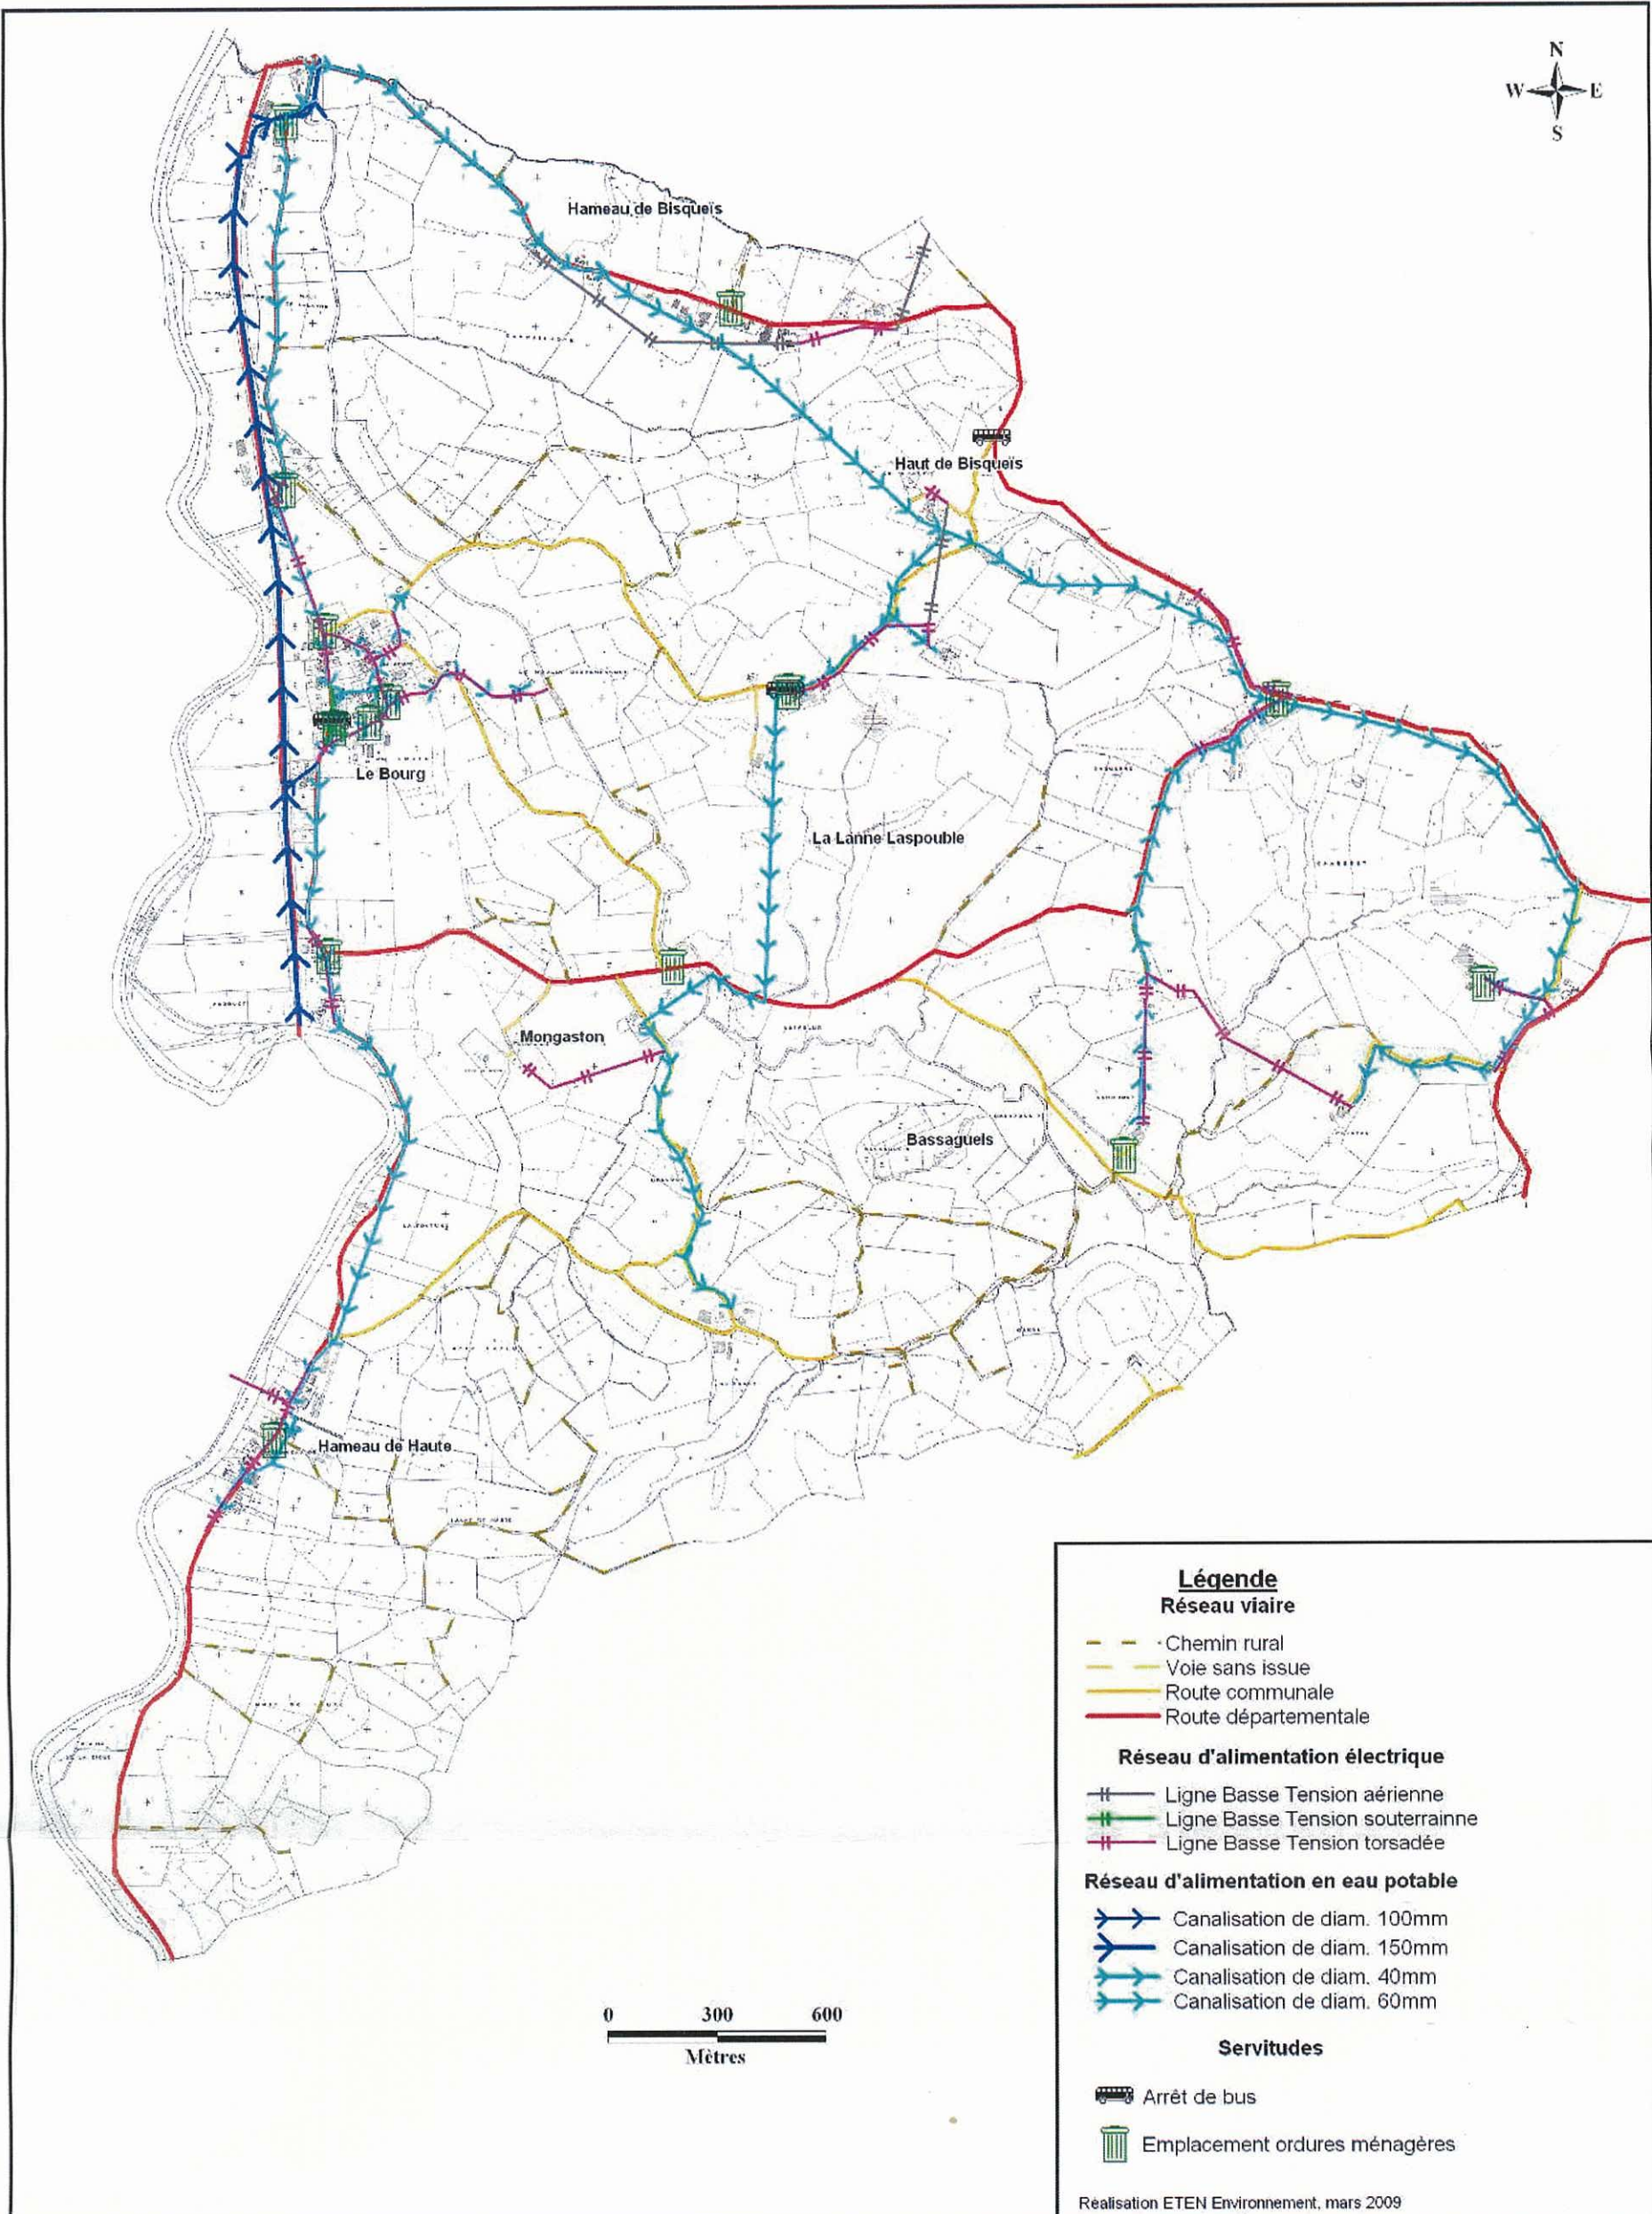 N
W E
S
Hameau de Bisqueïs
Haut de Bisqueïs
Le Bourg
La Lanne Laspouble
Mongaston
Bassaguels
Hameau de Haute
Légende
Réseau viaire
Chemin rural
Voie sans issue
Route communale
Route départementale
Réseau d'alimentation électrique
Ligne Basse Tension aérienne
Ligne Basse Tension souterrainne
Ligne Basse Tension torsadée
Réseau d'alimentation en eau potable
Canalisation de diam. 100mm
Canalisation de diam. 150mm
Canalisation de diam. 40mm
Canalisation de diam. 60mm
Servitudes
Arrêt de bus
Emplacement ordures ménagères
0 300 600
Mètres
Réalisation ETEN Environnement, mars 2009